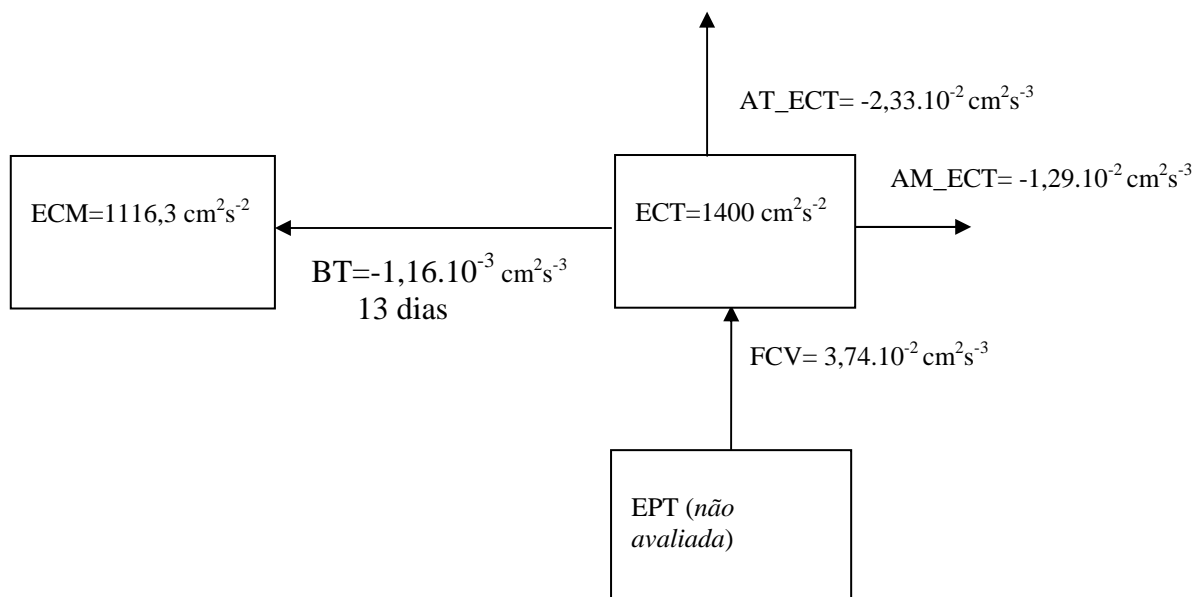 AT_ECT= -2,33.10⁻² cm²s⁻³
ECM=1116,3 cm²s⁻²
ECT=1400 cm²s⁻²
AM_ECT= -1,29.10⁻² cm²s⁻³
BT=-1,16.10⁻³ cm²s⁻³
13 dias
FCV= 3,74.10⁻² cm²s⁻³
EPT (não
avaliada)